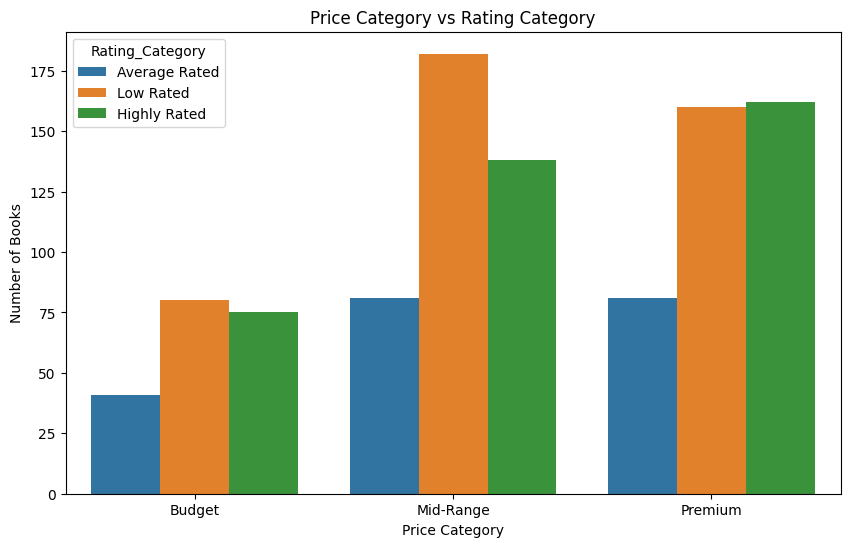 Price Category vs Rating Category
Rating_Category
Average Rated
Low Rated
Highly Rated
175
150
125
100
75
50
25
0
Number of Books
Budget
Mid-Range
Premium
Price Category